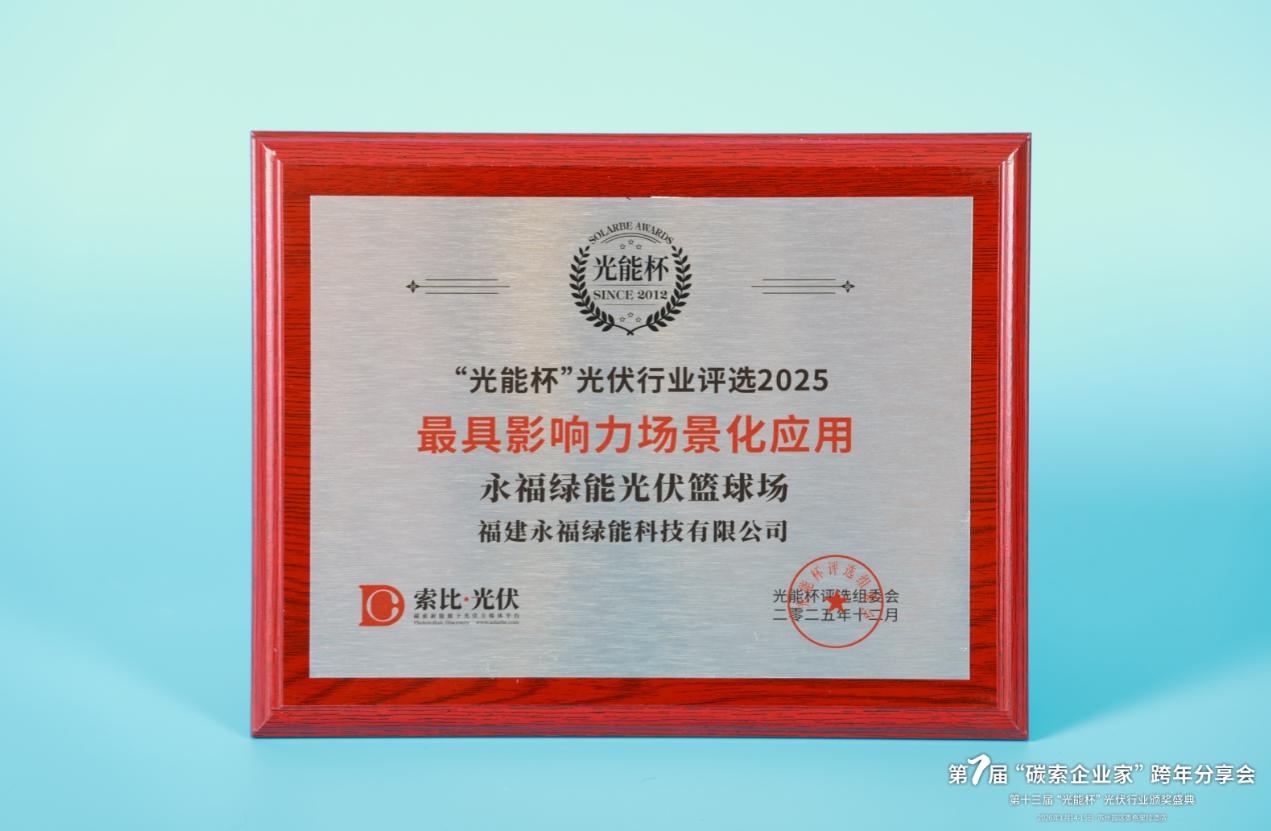 SOLARBE AWARDS
光能杯
SINCE 2012
“光能杯”光伏行业评选2025
最具影响力场景化应用
永福绿能光伏篮球场
福建永福绿能科技有限公司
索比·光伏
光能杯评选组委会
二零二五年十二月
第7届“碳索企业家”跨年分享会
第十三届“光能杯”光伏行业颁奖盛典